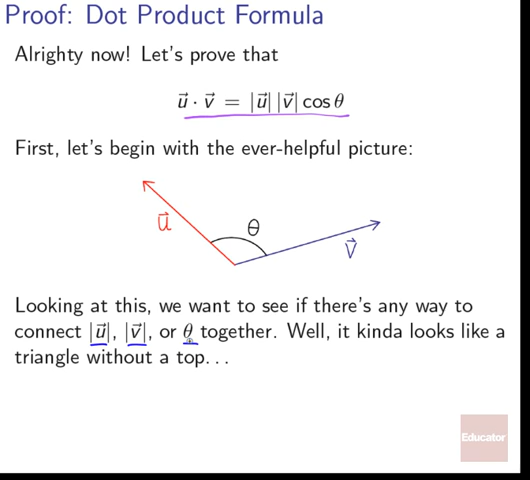 Proof: Dot Product Formula
Alrighty now! Let's prove that
u⃗ · v⃗ = |u⃗| |v⃗| cos θ
First, let's begin with the ever-helpful picture:
θ
u⃗
v⃗
Looking at this, we want to see if there's any way to
connect |u⃗|, |v⃗|, or θ together. Well, it kinda looks like a
triangle without a top. . .
Educator